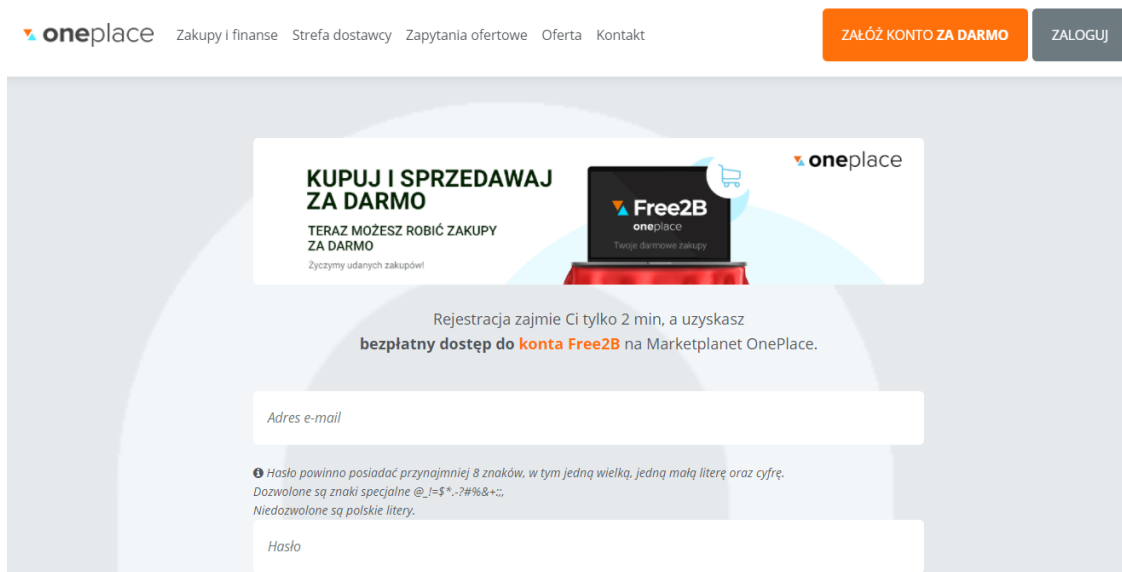 oneplace Zakupy i finanse Strefa dostawcy Zapytania ofertowe Oferta Kontakt ZAŁÓŻ KONTO ZA DARMO ZALOGUJ
oneplace
KUPUJ I SPRZEDAWAJ
ZA DARMO
TERAZ MOŻESZ ROBIĆ ZAKUPY
ZA DARMO
Życzymy udanych zakupów!
Free2B
oneplace
Twoje darmowe zakupy
Rejestracja zajmie Ci tylko 2 min, a uzyskasz
bezpłatny dostęp do konta Free2B na Marketplanet OnePlace.
Adres e-mail
Hasło powinno posiadać przynajmniej 8 znaków, w tym jedną wielką, jedną małą literę oraz cyfrę.
Dozwolone są znaki specjalne @_!=$*.-?#%&+:;,
Niedozwolone są polskie litery.
Hasło